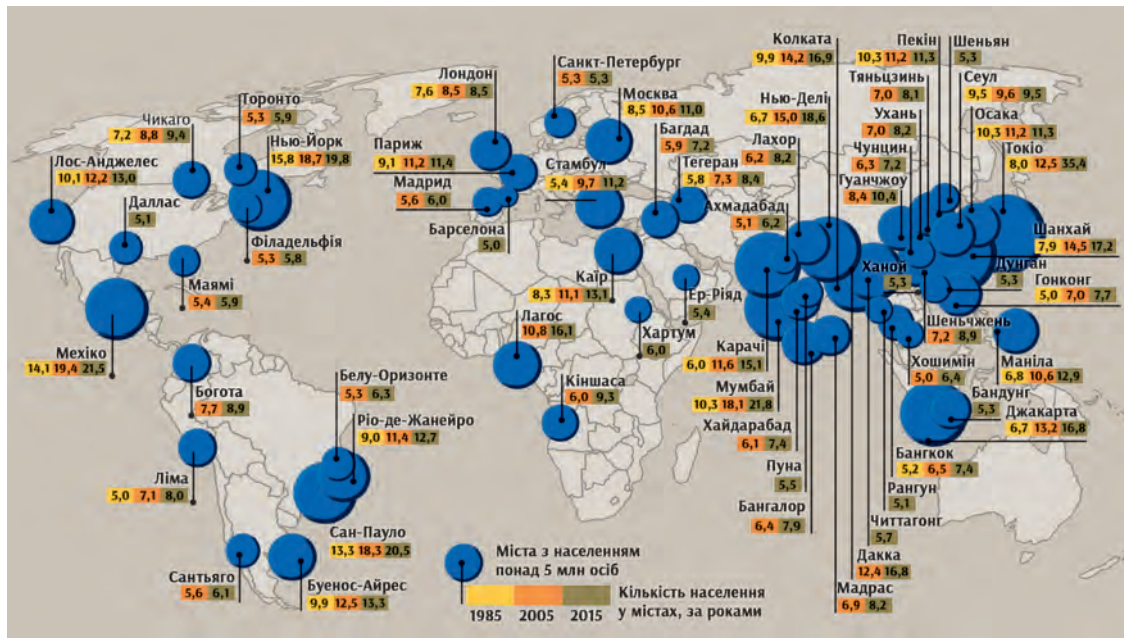 Лондон
7,6 8,5 8,5
Санкт-Петербург
5,3 5,3
Колката
9,9 14,2 16,9
Пекін
10,3 11,2 11,3
Шеньян
5,3
Торонто
5,3 5,9
Москва
8,5 10,6 11,0
Тяньцзинь
7,0 8,1
Сеул
9,5 9,6 9,5
Чикаго
7,2 8,8 9,4
Нью-Йорк
15,8 18,7 19,8
Париж
9,1 11,2 11,4
Багдад
5,9 7,2
Нью-Делі
6,7 15,0 18,6
Ухань
7,0 8,2
Осака
10,3 11,2 11,3
Лос-Анджелес
10,1 12,2 13,0
Мадрид
5,6 6,0
Стамбул
5,4 9,7 11,2
Тегеран
5,8 7,3 8,4
Лахор
6,2 8,2
Чунцин
6,3 7,2
Токіо
8,0 12,5 35,4
Даллас
5,1
Барселона
5,0
Ахмадабад
5,1 6,2
Гуанчжоу
8,4 10,4
Філадельфія
5,3 5,8
Шанхай
7,9 14,5 17,2
Маямі
5,4 5,9
Каїр
8,3 11,1 13,1
Ер-Ріяд
5,4
Ханой
5,3
Дунган
5,3
Гонконг
5,0 7,0 7,7
Лагос
10,8 16,1
Хартум
6,0
Шеньчжень
7,2 8,9
Мехіко
14,1 19,4 21,5
Карачі
6,0 11,6 15,1
Хошимін
5,0 6,4
Маніла
6,8 10,6 12,9
Богота
7,7 8,9
Белу-Оризонте
5,3 6,3
Кіншаса
6,0 9,3
Мумбай
10,3 18,1 21,8
Бандунг
5,3
Ріо-де-Жанейро
9,0 11,4 12,7
Хайдарабад
6,1 7,4
Джакарта
6,7 13,2 16,8
Ліма
5,0 7,1 8,0
Пуна
5,5
Бангкок
5,2 6,5 7,4
Бангалор
6,4 7,9
Рангун
5,1
Читтагонг
5,7
Сан-Пауло
13,3 18,3 20,5
Дакка
12,4 16,8
Сантьяго
5,6 6,1
Буенос-Айрес
9,9 12,5 13,3
Мадрас
6,9 8,2
Міста з населенням
понад 5 млн осіб
Кількість населення
у містах, за роками
1985 2005 2015